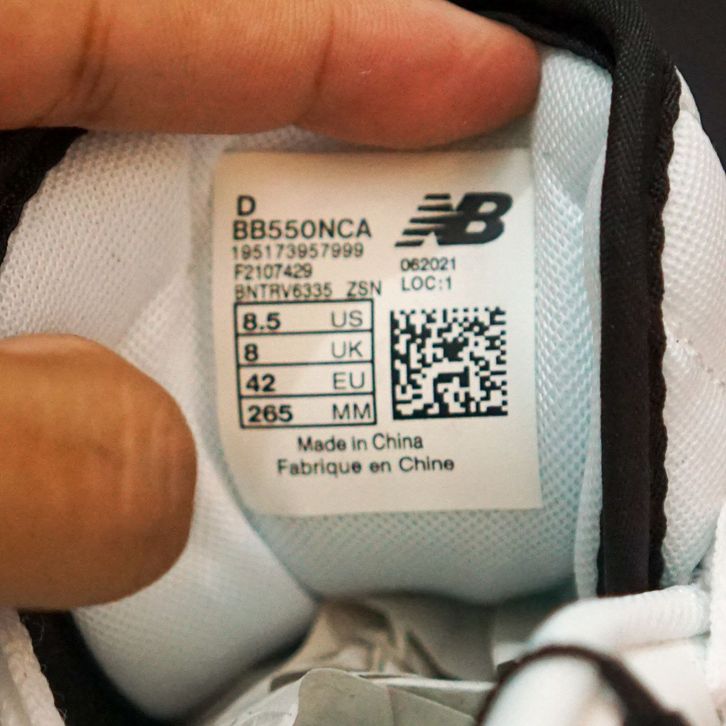 D
BB550NCA
195173957999
F2107429
BNTRV6335 ZSN
NB
062021
LOC:1
8.5 US
8 UK
42 EU
265 MM
Made in China
Fabrique en Chine